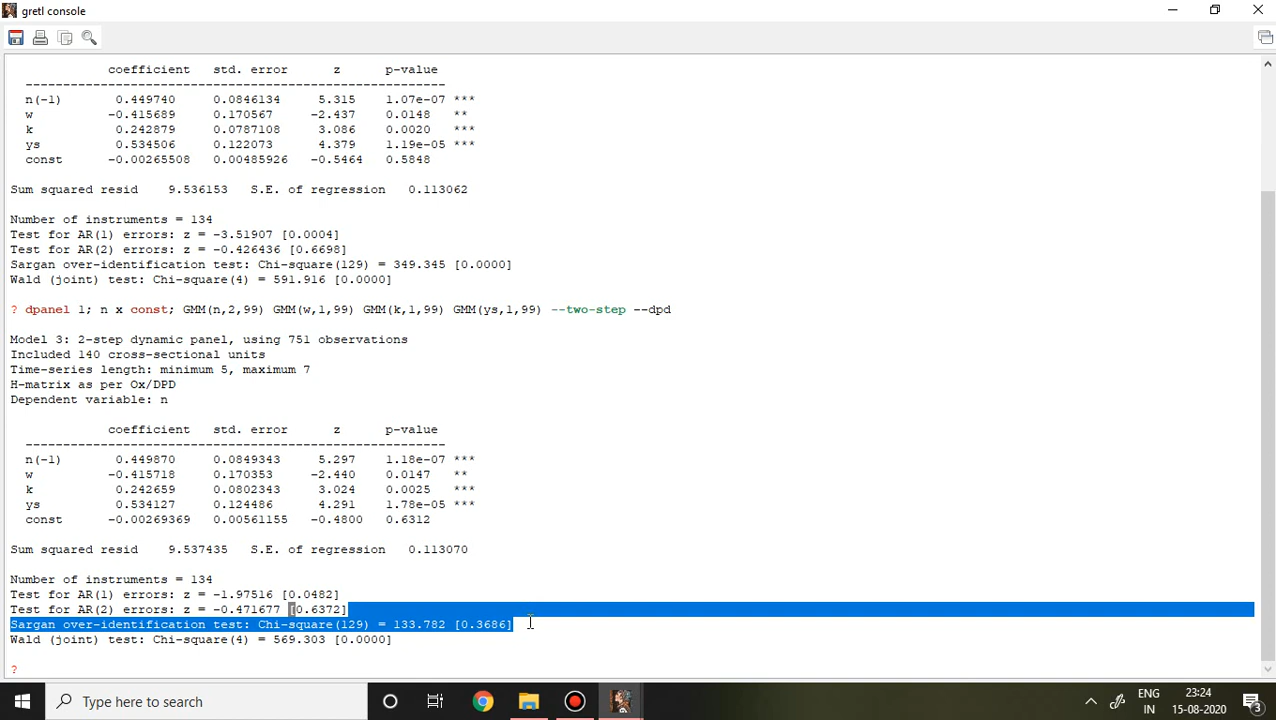 gretl console
coefficient std. error z p-value
---------------------------------------------------------
n(-1) 0.449740 0.0846134 5.315 1.07e-07 ***
w -0.415689 0.170567 -2.437 0.0148 **
k 0.242879 0.0787108 3.086 0.0020 ***
ys 0.534506 0.122073 4.379 1.19e-05 ***
const -0.00265508 0.00485926 -0.5464 0.5848
Sum squared resid 9.536153 S.E. of regression 0.113062
Number of instruments = 134
Test for AR(1) errors: z = -3.51907 [0.0004]
Test for AR(2) errors: z = -0.426436 [0.6698]
Sargan over-identification test: Chi-square(129) = 349.345 [0.0000]
Wald (joint) test: Chi-square(4) = 591.916 [0.0000]
? dpanel 1; n x const; GMM(n,2,99) GMM(w,1,99) GMM(k,1,99) GMM(ys,1,99) --two-step --dpd
Model 3: 2-step dynamic panel, using 751 observations
Included 140 cross-sectional units
Time-series length: minimum 5, maximum 7
H-matrix as per Ox/DPD
Dependent variable: n
coefficient std. error z p-value
---------------------------------------------------------
n(-1) 0.449870 0.0849343 5.297 1.18e-07 ***
w -0.415718 0.170353 -2.440 0.0147 **
k 0.242659 0.0802343 3.024 0.0025 ***
ys 0.534127 0.124486 4.291 1.78e-05 ***
const -0.00269369 0.00561155 -0.4800 0.6312
Sum squared resid 9.537435 S.E. of regression 0.113070
Number of instruments = 134
Test for AR(1) errors: z = -1.97516 [0.0482]
Test for AR(2) errors: z = -0.471677 [0.6372]
Sargan over-identification test: Chi-square(129) = 133.782 [0.3686]
Wald (joint) test: Chi-square(4) = 569.303 [0.0000]
?
Type here to search
ENG
IN
23:24
15-08-2020
3